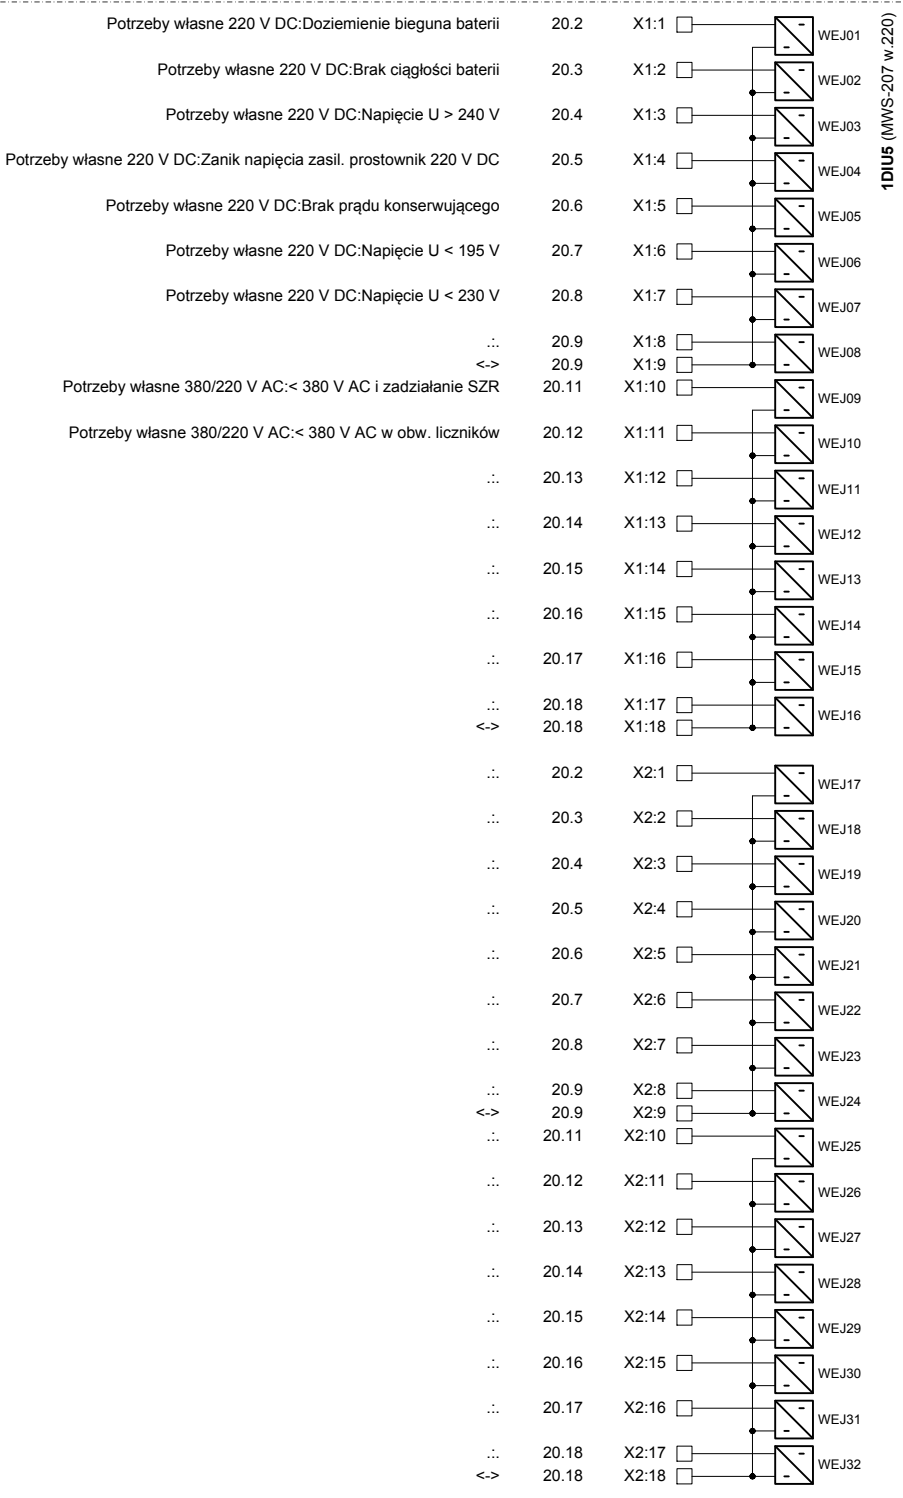 Potrzeby własne 220 V DC:Doziemienie bieguna baterii 20.2 X1:1 WEJ01
Potrzeby własne 220 V DC:Brak ciągłości baterii 20.3 X1:2 WEJ02
Potrzeby własne 220 V DC:Napięcie U > 240 V 20.4 X1:3 WEJ03
Potrzeby własne 220 V DC:Zanik napięcia zasil. prostownik 220 V DC 20.5 X1:4 WEJ04
Potrzeby własne 220 V DC:Brak prądu konserwującego 20.6 X1:5 WEJ05
Potrzeby własne 220 V DC:Napięcie U < 195 V 20.7 X1:6 WEJ06
Potrzeby własne 220 V DC:Napięcie U < 230 V 20.8 X1:7 WEJ07
.:. 20.9 X1:8 WEJ08
<-> 20.9 X1:9
Potrzeby własne 380/220 V AC:< 380 V AC i zadziałanie SZR 20.11 X1:10 WEJ09
Potrzeby własne 380/220 V AC:< 380 V AC w obw. liczników 20.12 X1:11 WEJ10
.:. 20.13 X1:12 WEJ11
.:. 20.14 X1:13 WEJ12
.:. 20.15 X1:14 WEJ13
.:. 20.16 X1:15 WEJ14
.:. 20.17 X1:16 WEJ15
.:. 20.18 X1:17 WEJ16
<-> 20.18 X1:18
.:. 20.2 X2:1 WEJ17
.:. 20.3 X2:2 WEJ18
.:. 20.4 X2:3 WEJ19
.:. 20.5 X2:4 WEJ20
.:. 20.6 X2:5 WEJ21
.:. 20.7 X2:6 WEJ22
.:. 20.8 X2:7 WEJ23
.:. 20.9 X2:8 WEJ24
<-> 20.9 X2:9
.:. 20.11 X2:10 WEJ25
.:. 20.12 X2:11 WEJ26
.:. 20.13 X2:12 WEJ27
.:. 20.14 X2:13 WEJ28
.:. 20.15 X2:14 WEJ29
.:. 20.16 X2:15 WEJ30
.:. 20.17 X2:16 WEJ31
.:. 20.18 X2:17 WEJ32
<-> 20.18 X2:18
1DIU5 (MWS-207 w.220)